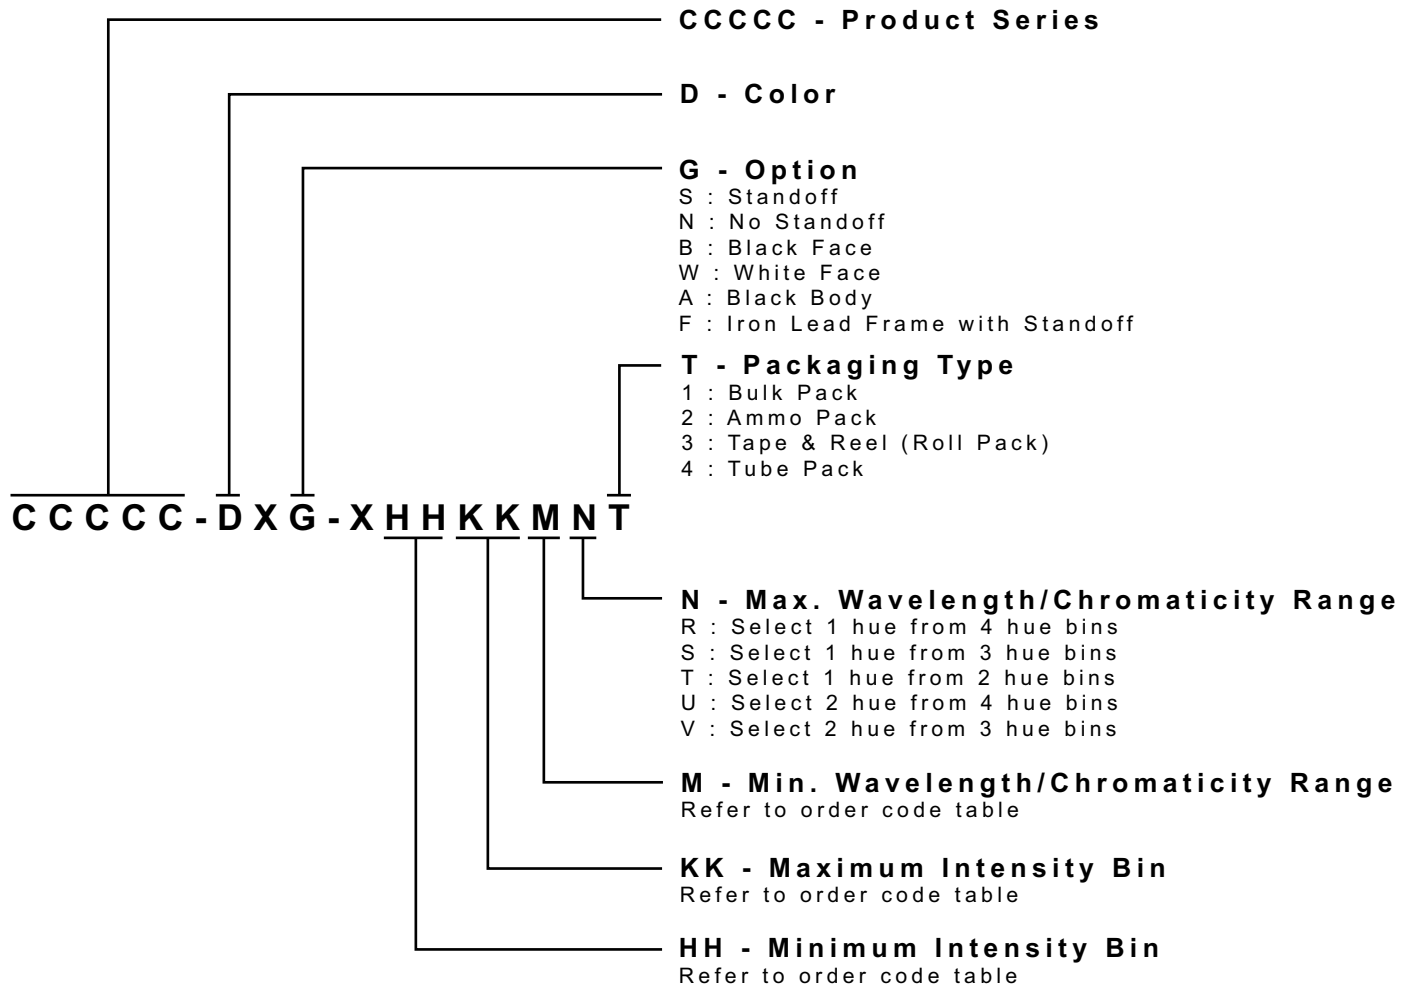 CCCCC - Product Series
D - Color
G - Option
S : Standoff
N : No Standoff
B : Black Face
W : White Face
A : Black Body
F : Iron Lead Frame with Standoff
T - Packaging Type
1 : Bulk Pack
2 : Ammo Pack
3 : Tape & Reel (Roll Pack)
4 : Tube Pack
CCCCC-DXG-XHHKKMNT
N - Max. Wavelength/Chromaticity Range
R : Select 1 hue from 4 hue bins
S : Select 1 hue from 3 hue bins
T : Select 1 hue from 2 hue bins
U : Select 2 hue from 4 hue bins
V : Select 2 hue from 3 hue bins
M - Min. Wavelength/Chromaticity Range
Refer to order code table
KK - Maximum Intensity Bin
Refer to order code table
HH - Minimum Intensity Bin
Refer to order code table